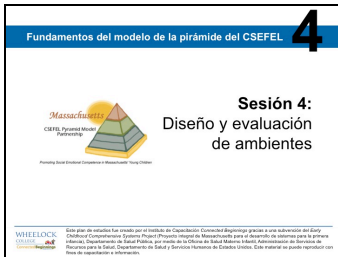 Fundamentos del modelo de la pirámide del CSEFEL 4
Massachusetts
CSEFEL Pyramid Model
Partnership
Promoting Social Emotional Competence in Massachusetts' Young Children
Sesión 4:
Diseño y evaluación
de ambientes
WHEELOCK
COLLEGE
Connected Beginnings
Este plan de estudios fue creado por el Instituto de Capacitación Connected Beginnings gracias a una subvención del Early
Childhood Comprehensive Systems Project (Proyecto integral de Massachusetts para el desarrollo de sistemas para la primera
infancia), Departamento de Salud Pública, por medio de la Oficina de Salud Materno Infantil, Administración de Servicios de
Recursos para la Salud, Departamento de Salud y Servicios Humanos de Estados Unidos. Este material se puede reproducir con
fines de capacitación e información.